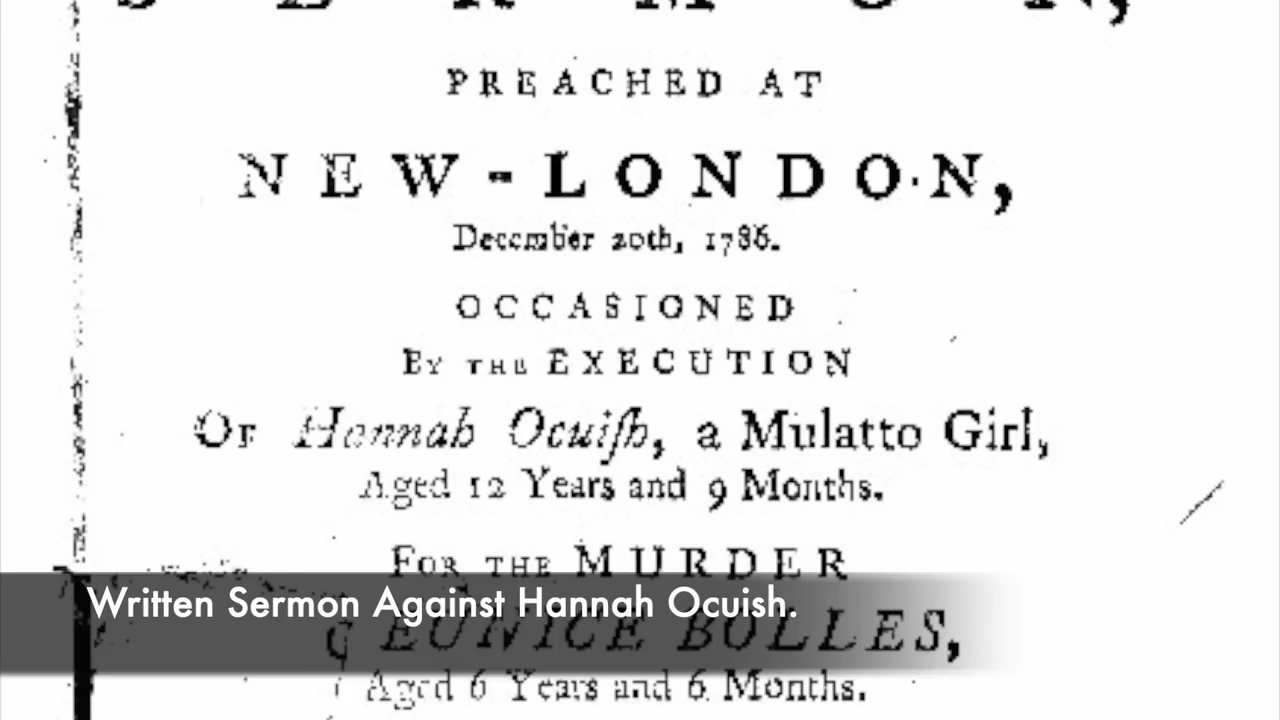 SERMON,
PREACHED AT
NEW-LONDON,
December 20th, 1786.
OCCASIONED
BY THE EXECUTION
OF Hannah Ocuiſh, a Mulatto Girl,
Aged 12 Years and 9 Months.
FOR THE MURDER
Written Sermon Against Hannah Ocuish.
EUNICE BOLLES,
Aged 6 Years and 6 Months.